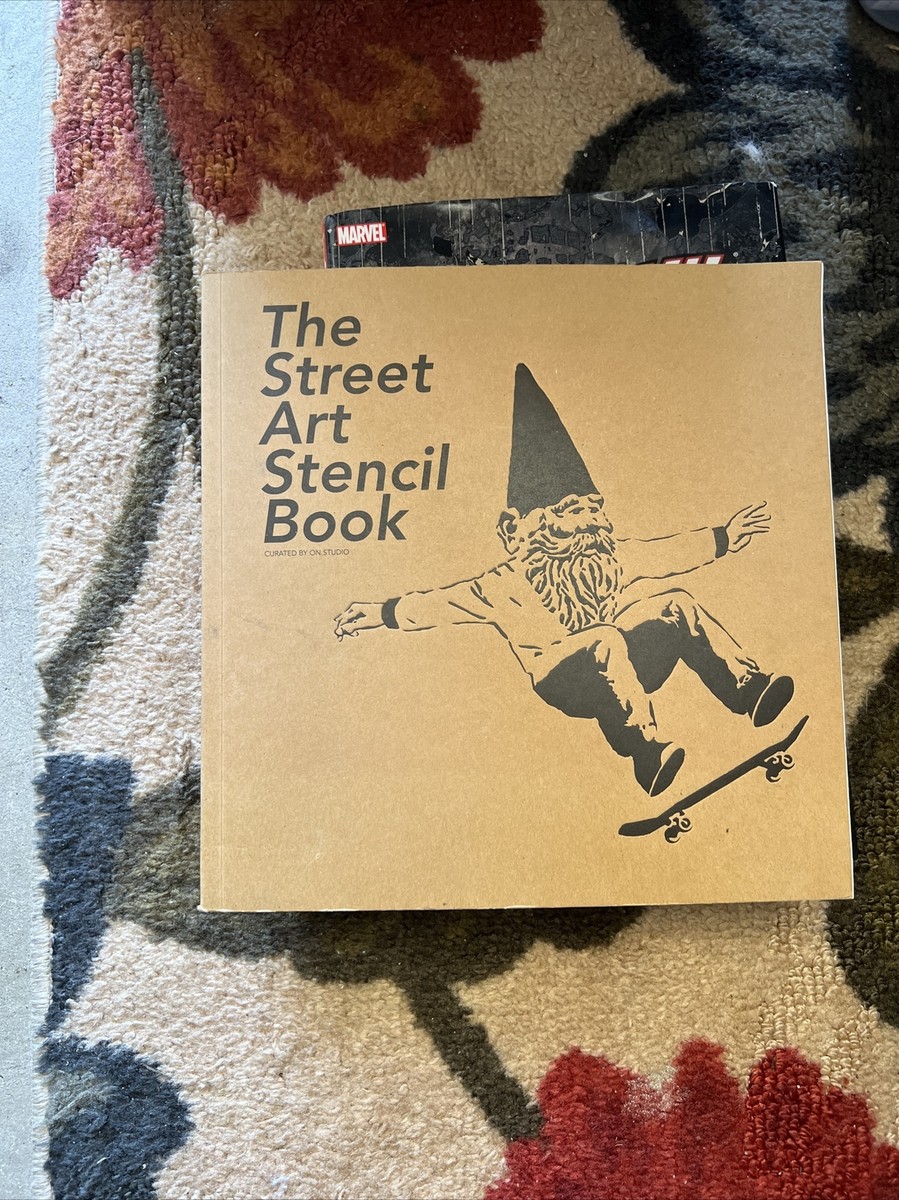 MARVEL
The
Street
Art
Stencil
Book
CURATED BY ON STUDIO